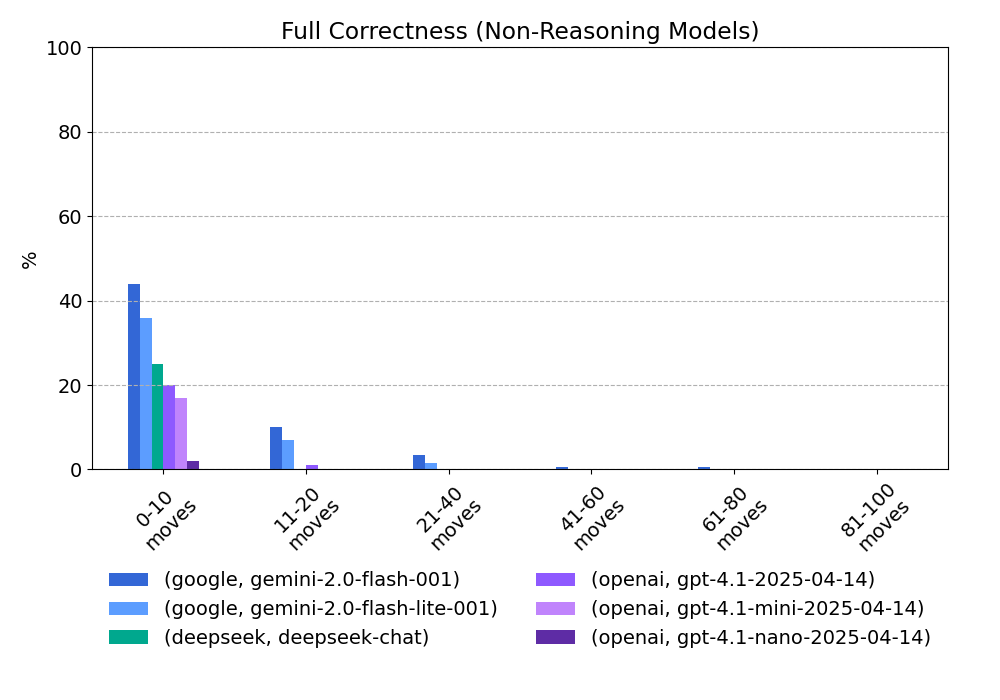 Full Correctness (Non-Reasoning Models)
100
80
60
40
20
0
%
0-10
moves
11-20
moves
21-40
moves
41-60
moves
61-80
moves
81-100
moves
(google, gemini-2.0-flash-001)
(google, gemini-2.0-flash-lite-001)
(deepseek, deepseek-chat)
(openai, gpt-4.1-2025-04-14)
(openai, gpt-4.1-mini-2025-04-14)
(openai, gpt-4.1-nano-2025-04-14)